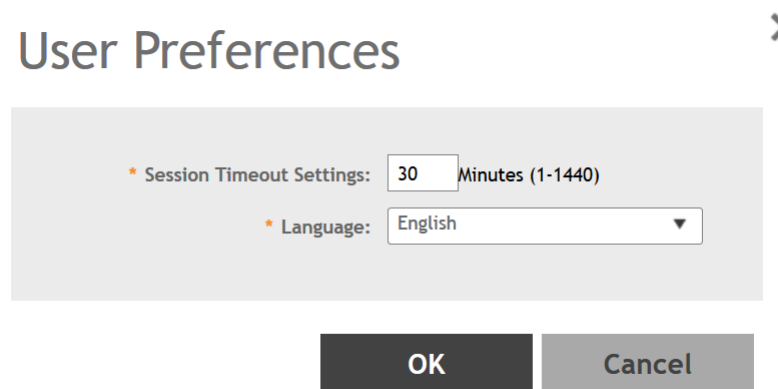 User Preferences
* Session Timeout Settings: 30 Minutes (1-1440)
* Language: English
OK Cancel